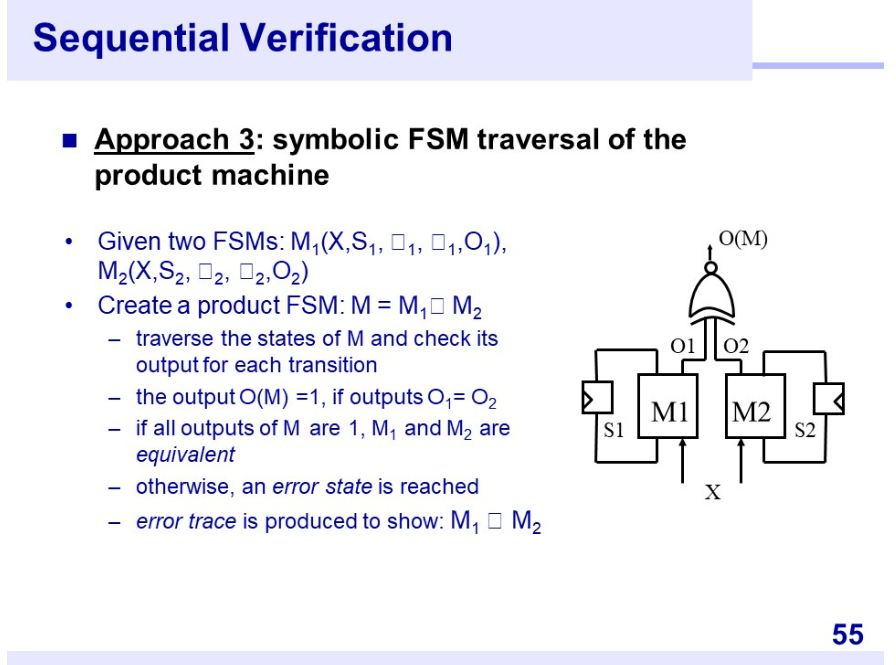 Sequential Verification
Approach 3: symbolic FSM traversal of the
product machine
• Given two FSMs: M₁(X,S₁, □₁, □₁,O₁),
M₂(X,S₂, □₂, □₂,O₂)
• Create a product FSM: M = M₁□ M₂
– traverse the states of M and check its
output for each transition
– the output O(M) =1, if outputs O₁= O₂
– if all outputs of M are 1, M₁ and M₂ are
equivalent
– otherwise, an error state is reached
– error trace is produced to show: M₁ □ M₂
O(M)
O1 O2
M1 M2
S1 S2
X
55